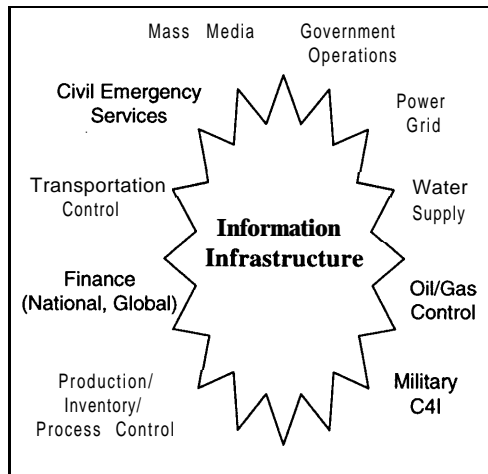 Mass Media
Government
Operations
Civil Emergency
Services
Power
Grid
Transportation
Control
Water
Supply
Information
Infrastructure
Finance
(National, Global)
Oil/Gas
Control
Production/
Inventory/
Process Control
Military
C4I